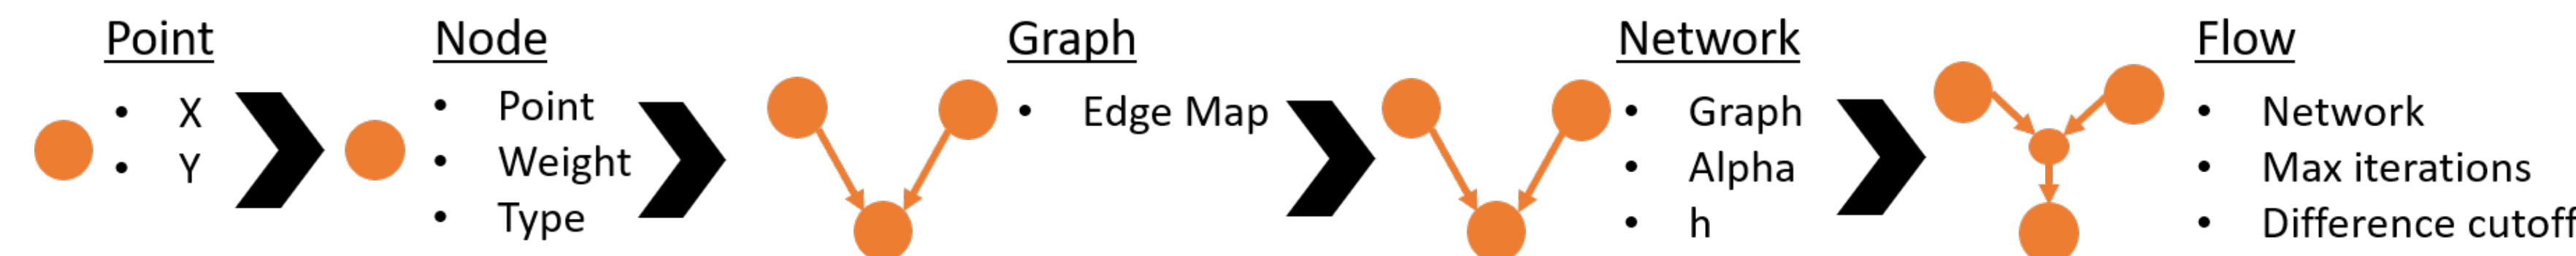 Point
• X
• Y
Node
• Point
• Weight
• Type
Graph
• Edge Map
Network
• Graph
• Alpha
• h
Flow
• Network
• Max iterations
• Difference cutoff